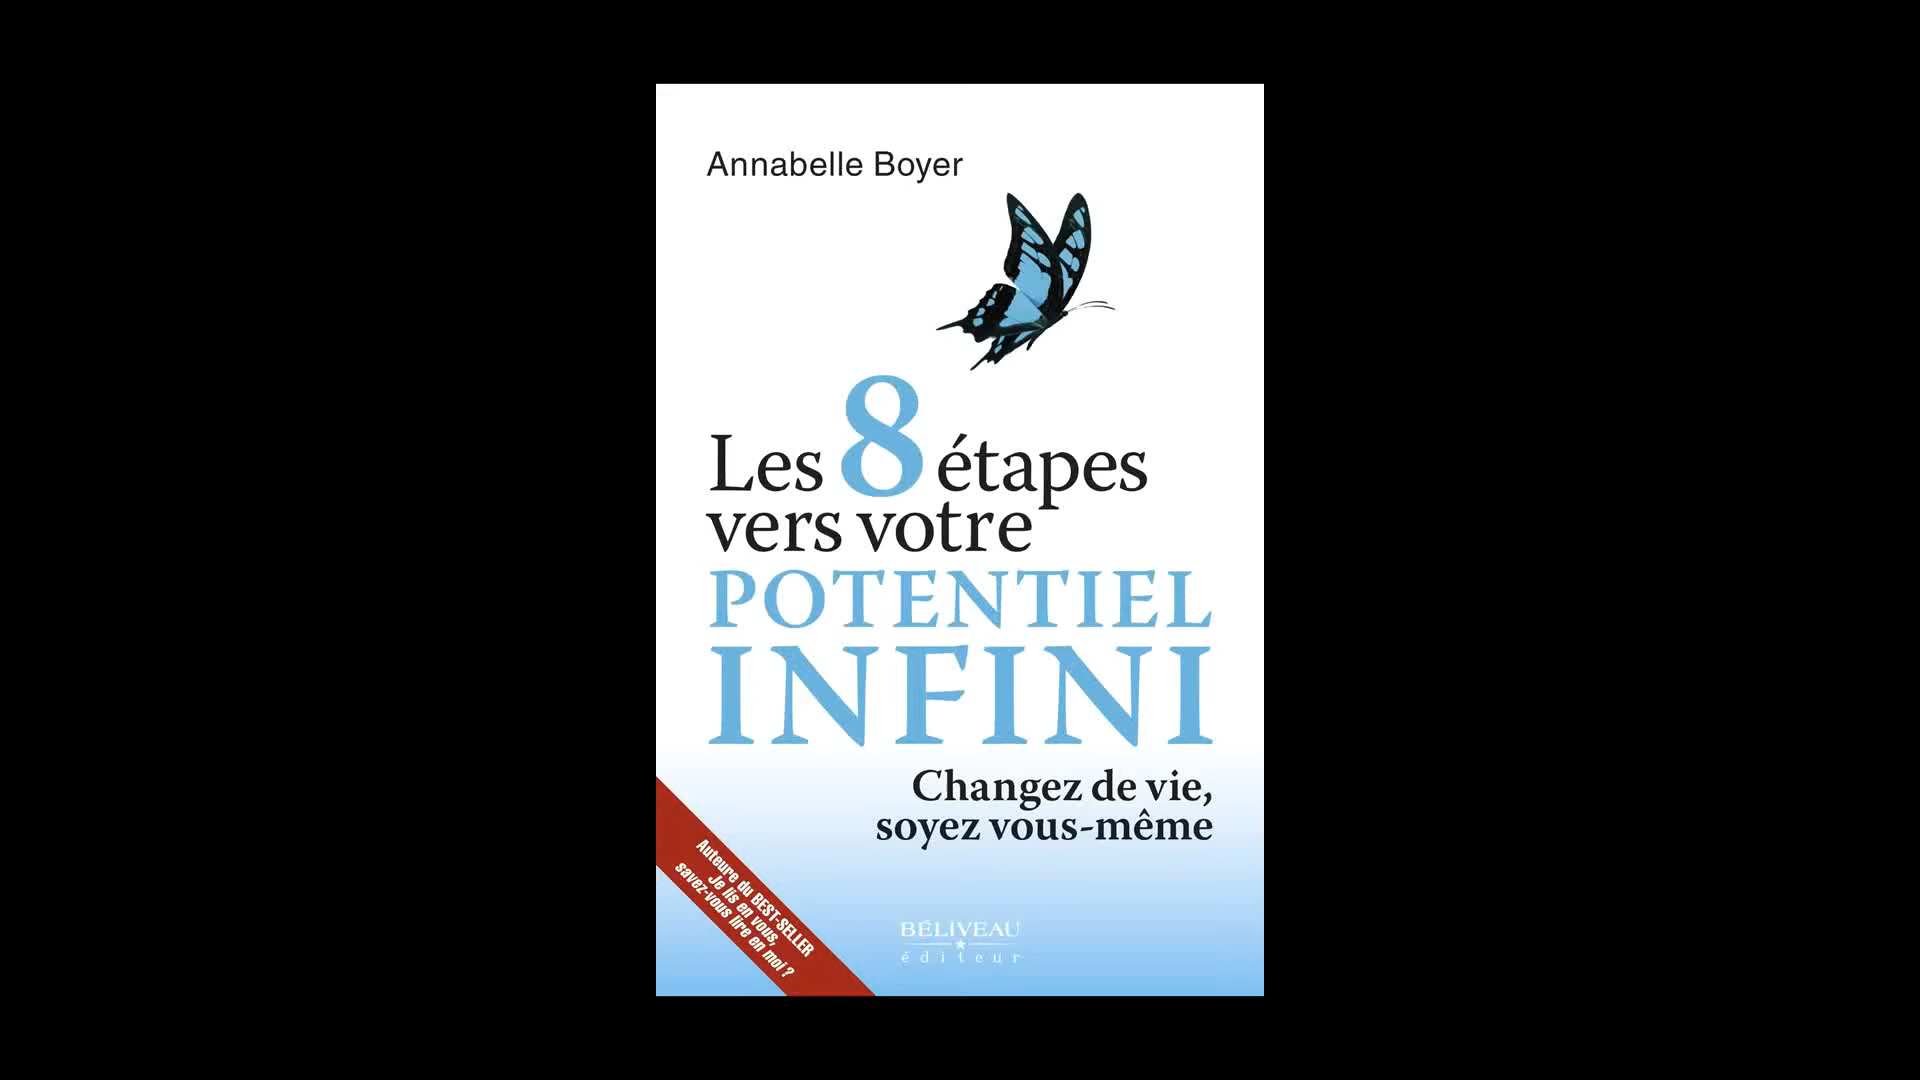 Annabelle Boyer
Les 8 étapes
vers votre
POTENTIEL
INFINI
Changez de vie,
soyez vous-même
Auteure du BEST-SELLER
Je lis en vous,
savez-vous lire en moi ?
BÉLIVEAU
éditeur